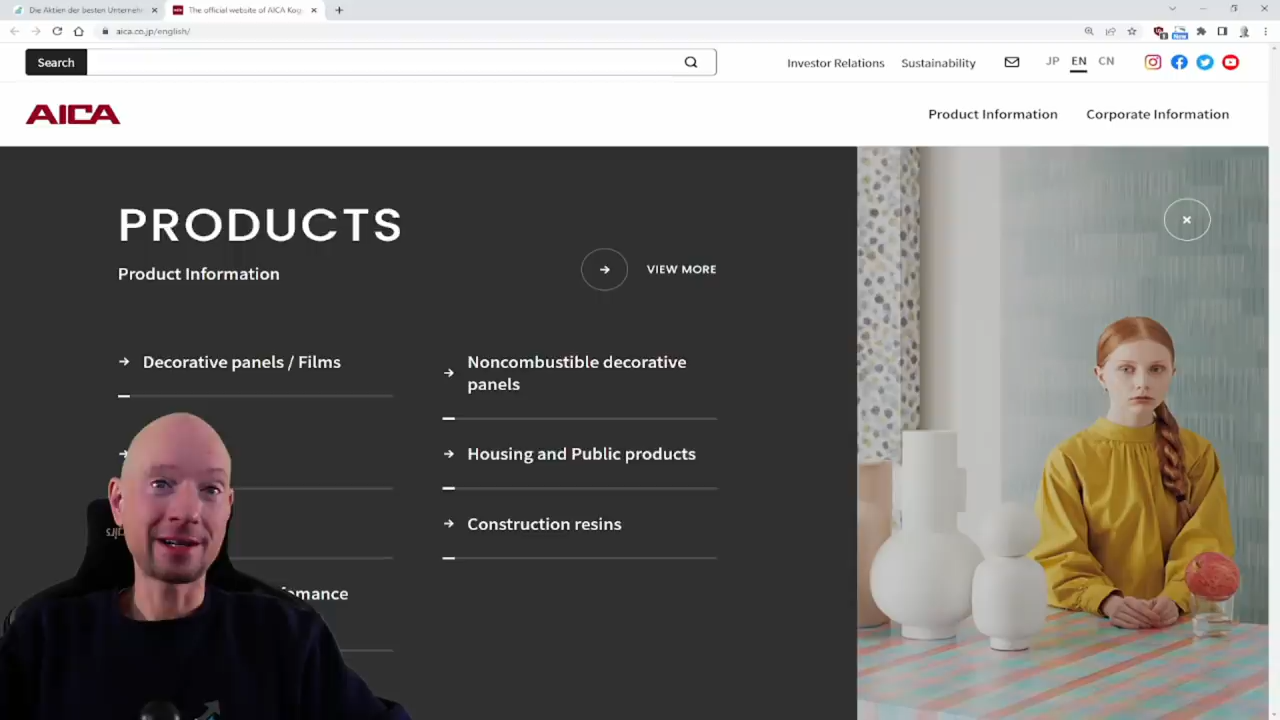 Die Aktien der besten Unterneh
The official website of AICA Kog
aica.co.jp/english/
Search
Investor Relations
Sustainability
JP
EN
CN
AICA
Product Information
Corporate Information
PRODUCTS
Product Information
VIEW MORE
Decorative panels / Films
Noncombustible decorative
panels
Housing and Public products
Construction resins